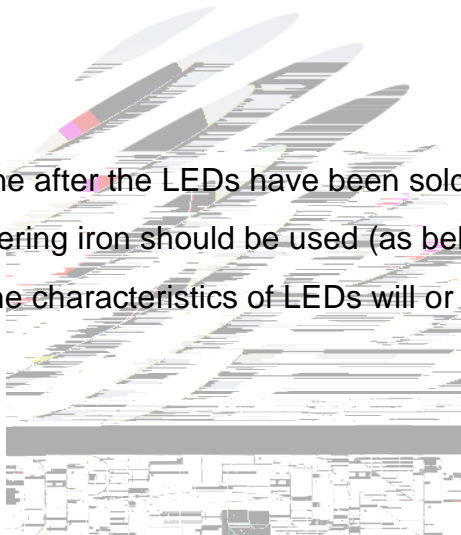 ne after the LEDs have been sold
ering iron should be used (as bel
ne characteristics of LEDs will or